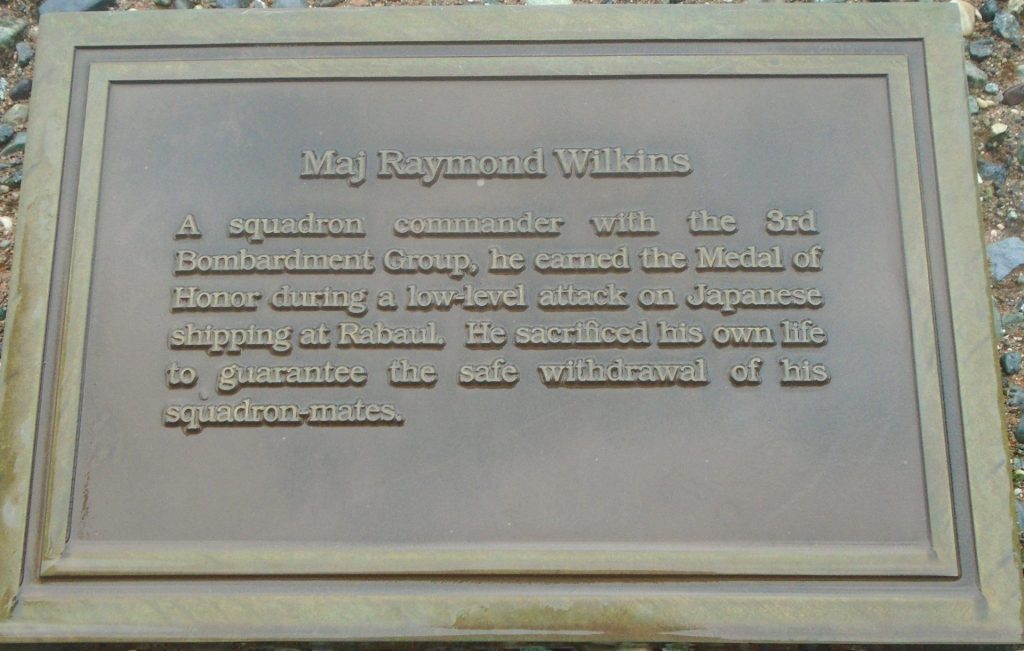 Maj Raymond Wilkins
A squadron commander with the 3rd
Bombardment Group, he earned the Medal of
Honor during a low-level attack on Japanese
shipping at Rabaul. He sacrificed his own life
to guarantee the safe withdrawal of his
squadron-mates.